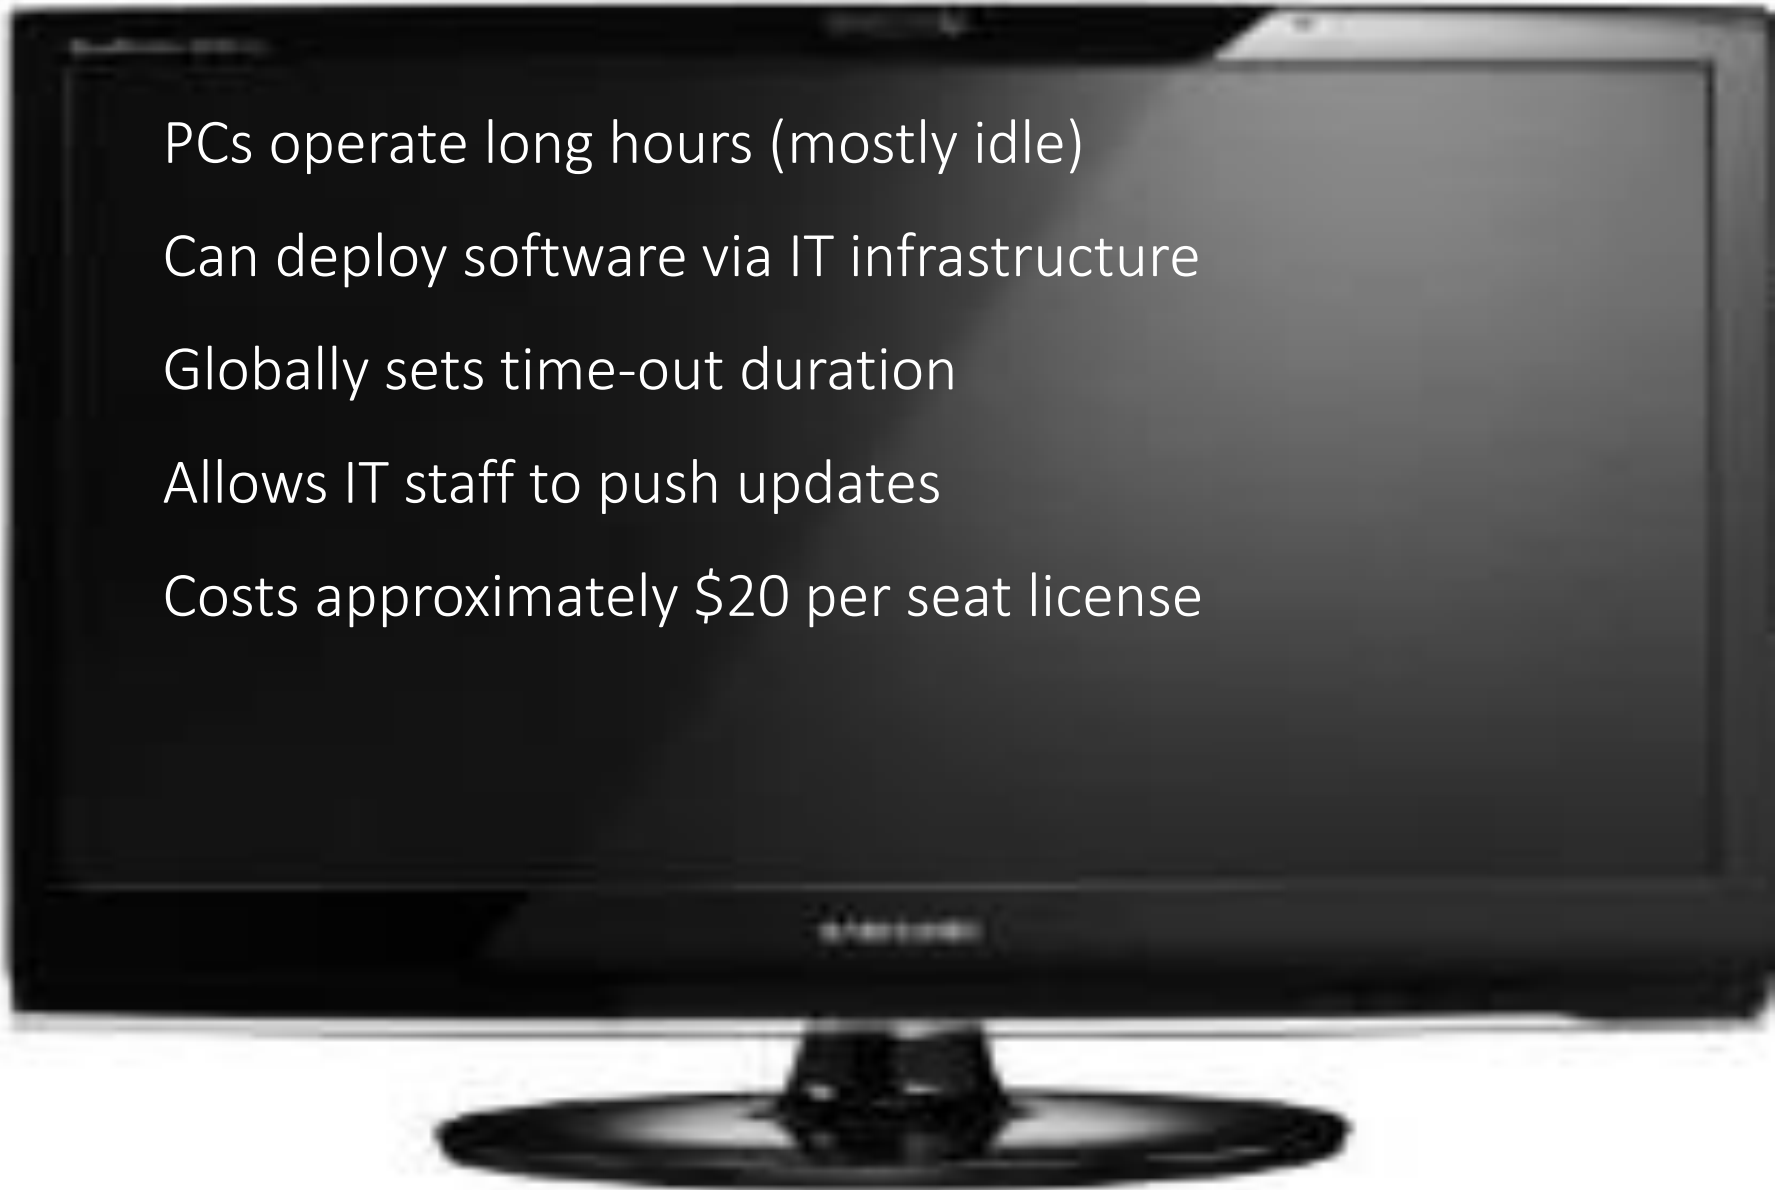 PCs operate long hours (mostly idle)
Can deploy software via IT infrastructure
Globally sets time-out duration
Allows IT staff to push updates
Costs approximately $20 per seat license
SAMSUNG